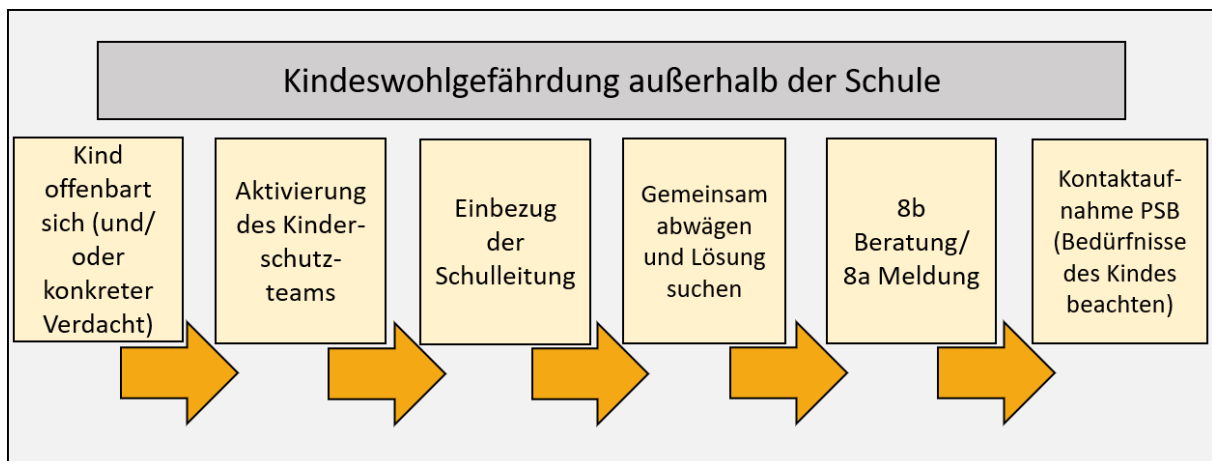 Kindeswohlgefährdung außerhalb der Schule
Kind
offenbart
sich (und/
oder
konkreter
Verdacht)
Aktivierung
des Kinder-
schutz-
teams
Einbezug
der
Schulleitung
Gemeinsam
abwägen
und Lösung
suchen
8b
Beratung/
8a Meldung
Kontaktauf-
nahme PSB
(Bedürfnisse
des Kindes
beachten)